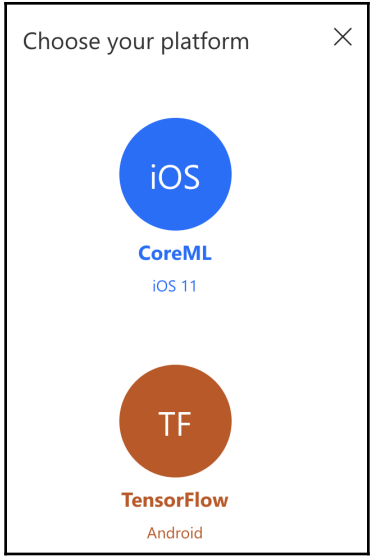 Choose your platform
iOS
CoreML
iOS 11
TF
TensorFlow
Android